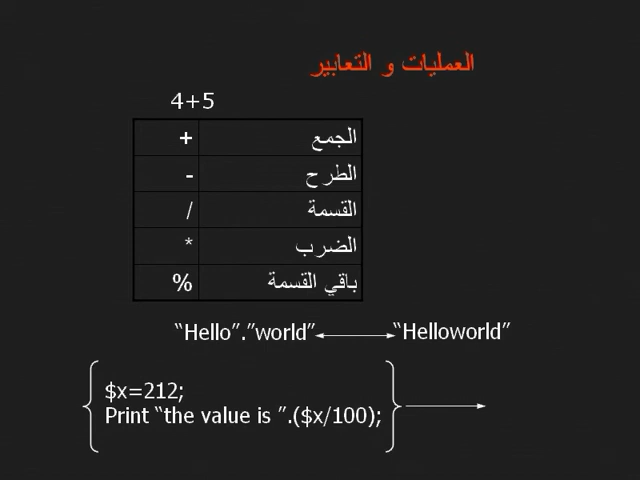 العمليات و التعابير
4+5
الجمع +
الطرح -
القسمة /
الضرب *
باقي القسمة %
“Hello”.”world” “Helloworld”
$x=212;
Print “the value is ”.($x/100);